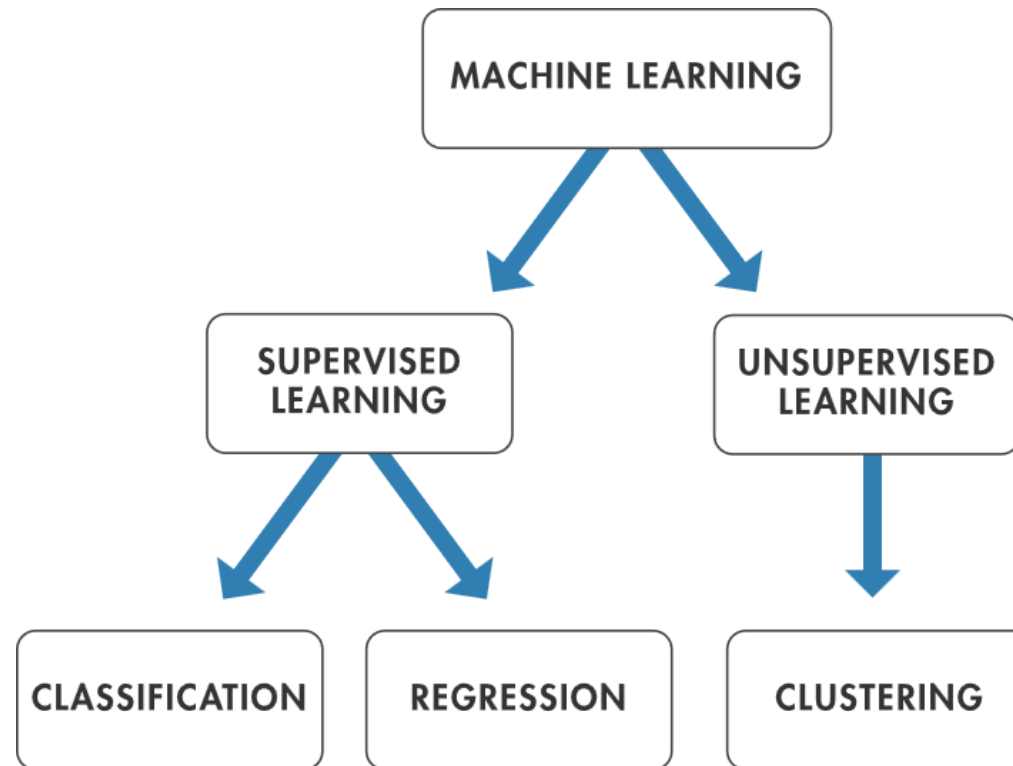 MACHINE LEARNING
SUPERVISED
LEARNING
UNSUPERVISED
LEARNING
CLASSIFICATION
REGRESSION
CLUSTERING